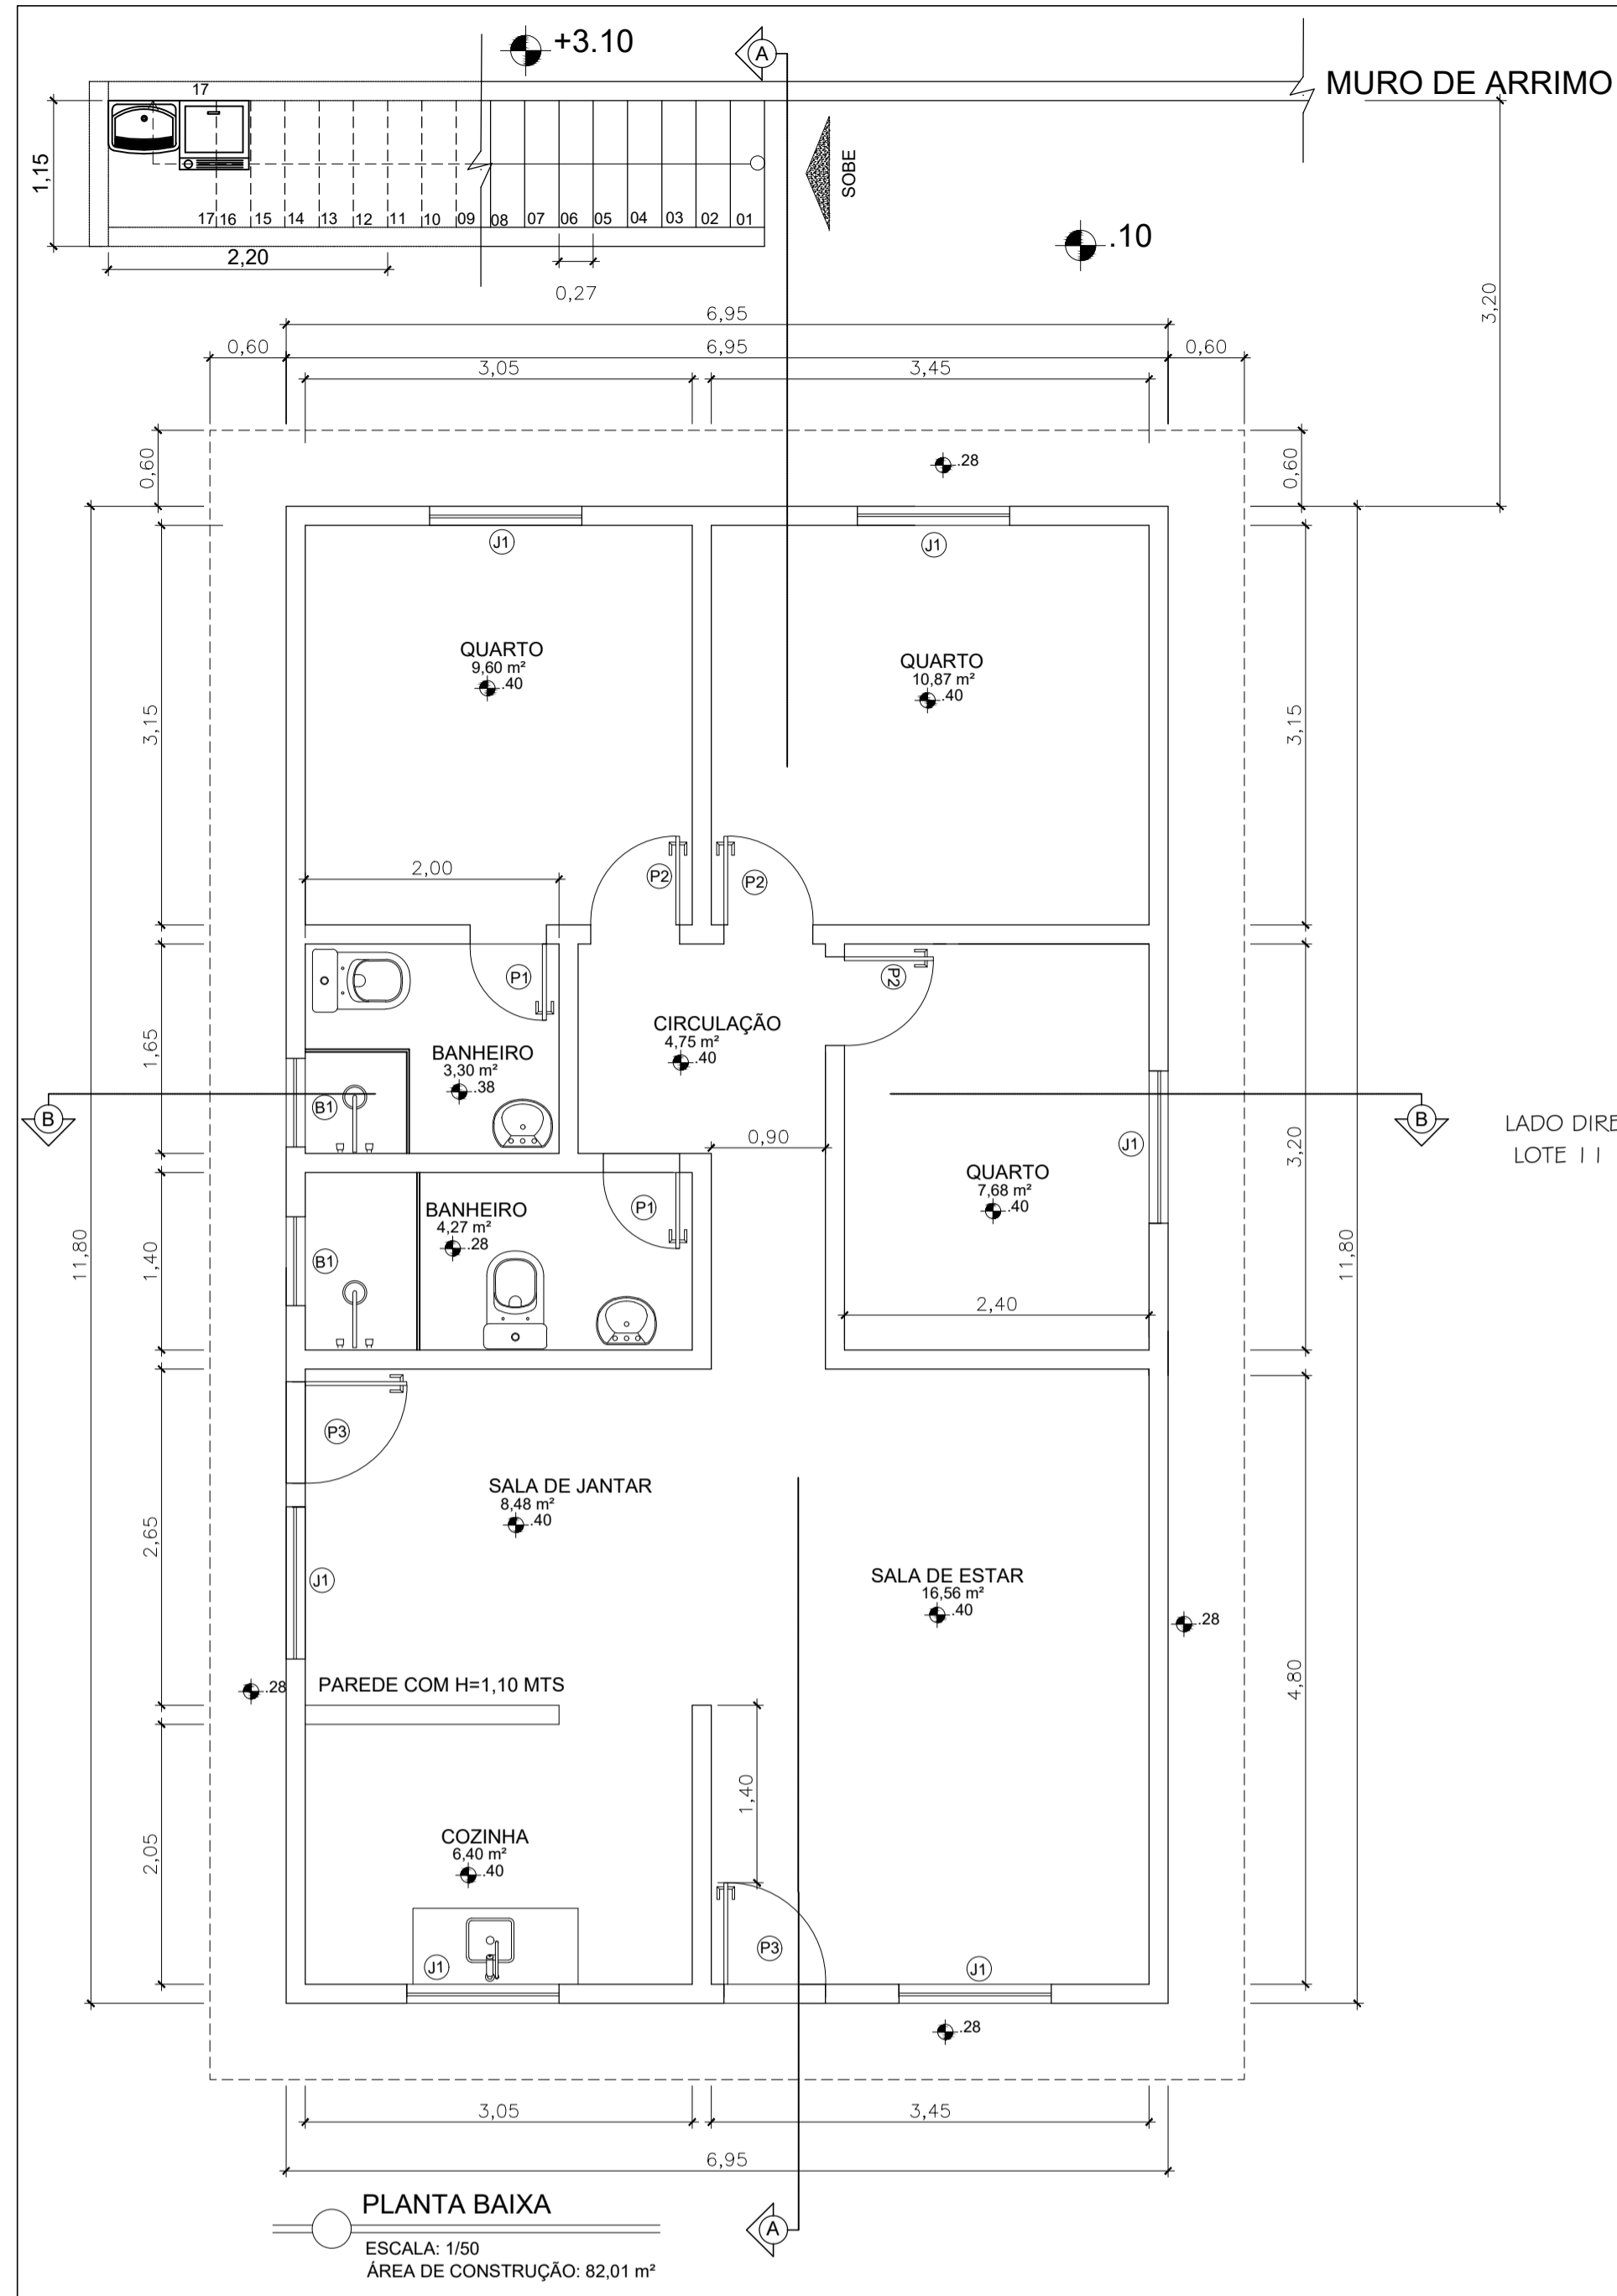 +3.10
A
MURO DE ARRIMO
17
1,15
SOBE
17 16 15 14 13 12 11 10 09 08 07 06 05 04 03 02 01
.10
2,20
0,27
3,20
6,95
0,60 6,95 0,60
3,05 3,45
0,60 0,60
.28
J1 J1
QUARTO
9,60 m²
.40
QUARTO
10,87 m²
.40
3,15 3,15
2,00
P2 P2
P1 P2
CIRCULAÇÃO
4,75 m²
.40
BANHEIRO
3,30 m²
.38
1,65
B1
B B
LADO DIRE
LOTE 11
0,90
J1
3,20
QUARTO
7,68 m²
.40
P1
BANHEIRO
4,27 m²
.28
B1
11,80 1,40 11,80
2,40
P3
SALA DE JANTAR
8,48 m²
.40
2,65
J1
SALA DE ESTAR
16,56 m²
.40
.28
.28
PAREDE COM H=1,10 MTS
4,80
1,40
2,05
COZINHA
6,40 m²
.40
P3
J1 J1
.28
3,05 3,45
6,95
PLANTA BAIXA
A
ESCALA: 1/50
ÁREA DE CONSTRUÇÃO: 82,01 m²